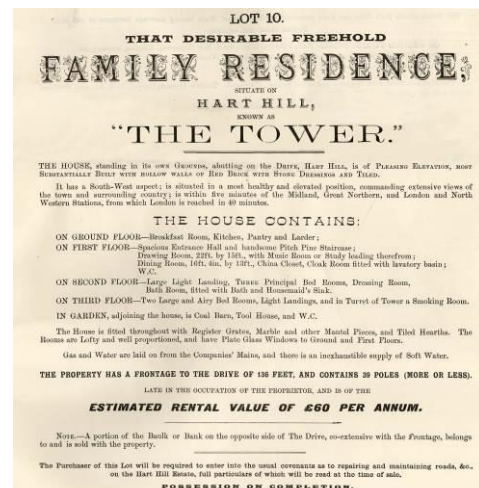 LOT 10.
THAT DESIRABLE FREEHOLD
FAMILY RESIDENCE,
SITUATE ON
HART HILL,
KNOWN AS
"THE TOWER."
THE HOUSE, standing in its own GROUNDS, abutting on the DRIVE, HART HILL, is of PLEASING ELEVATION, MOST
SUBSTANTIALLY BUILT WITH HOLLOW WALLS OF RED BRICK WITH STONE DRESSINGS AND TILED.
It has a South-West aspect; is situated in a most healthy and elevated position, commanding extensive views of
the town and surrounding country; is within five minutes of the Midland, Great Northern, and London and North
Western Stations, from which London is reached in 40 minutes.
THE HOUSE CONTAINS:
ON GROUND FLOOR—Breakfast Room, Kitchen, Pantry and Larder;
ON FIRST FLOOR—Spacious Entrance Hall and handsome Pitch Pine Staircase;
Drawing Room, 22ft. by 15ft., with Music Room or Study leading therefrom;
Dining Room, 16ft. 6in. by 13ft., China Closet, Cloak Room fitted with lavatory basin;
W.C.
ON SECOND FLOOR—Large Light Landing, THREE Principal Bed Rooms, Dressing Room,
Bath Room, fitted with Bath and Housemaid's Sink.
ON THIRD FLOOR—Two Large and Airy Bed Rooms, Light Landings, and in Turret of Tower a Smoking Room.
IN GARDEN, adjoining the house, is Coal Barn, Tool House, and W.C.
The House is fitted throughout with Register Grates, Marble and other Mantel Pieces, and Tiled Hearths. The
Rooms are Lofty and well proportioned, and have Plate Glass Windows to Ground and First Floors.
Gas and Water are laid on from the Companies' Mains, and there is an inexhaustible supply of Soft Water.
THE PROPERTY HAS A FRONTAGE TO THE DRIVE OF 136 FEET, AND CONTAINS 39 POLES (MORE OR LESS).
LATE IN THE OCCUPATION OF THE PROPRIETOR, AND IS OF THE
ESTIMATED RENTAL VALUE OF £60 PER ANNUM.
NOTE.—A portion of the Baulk or Bank on the opposite side of The Drive, co-extensive with the frontage, belongs
to and is sold with the property.
The Purchaser of this Lot will be required to enter into the usual covenants as to repairing and maintaining roads, &c.,
on the Hart Hill Estate, full particulars of which will be read at the time of sale.
POSSESSION ON COMPLETION.